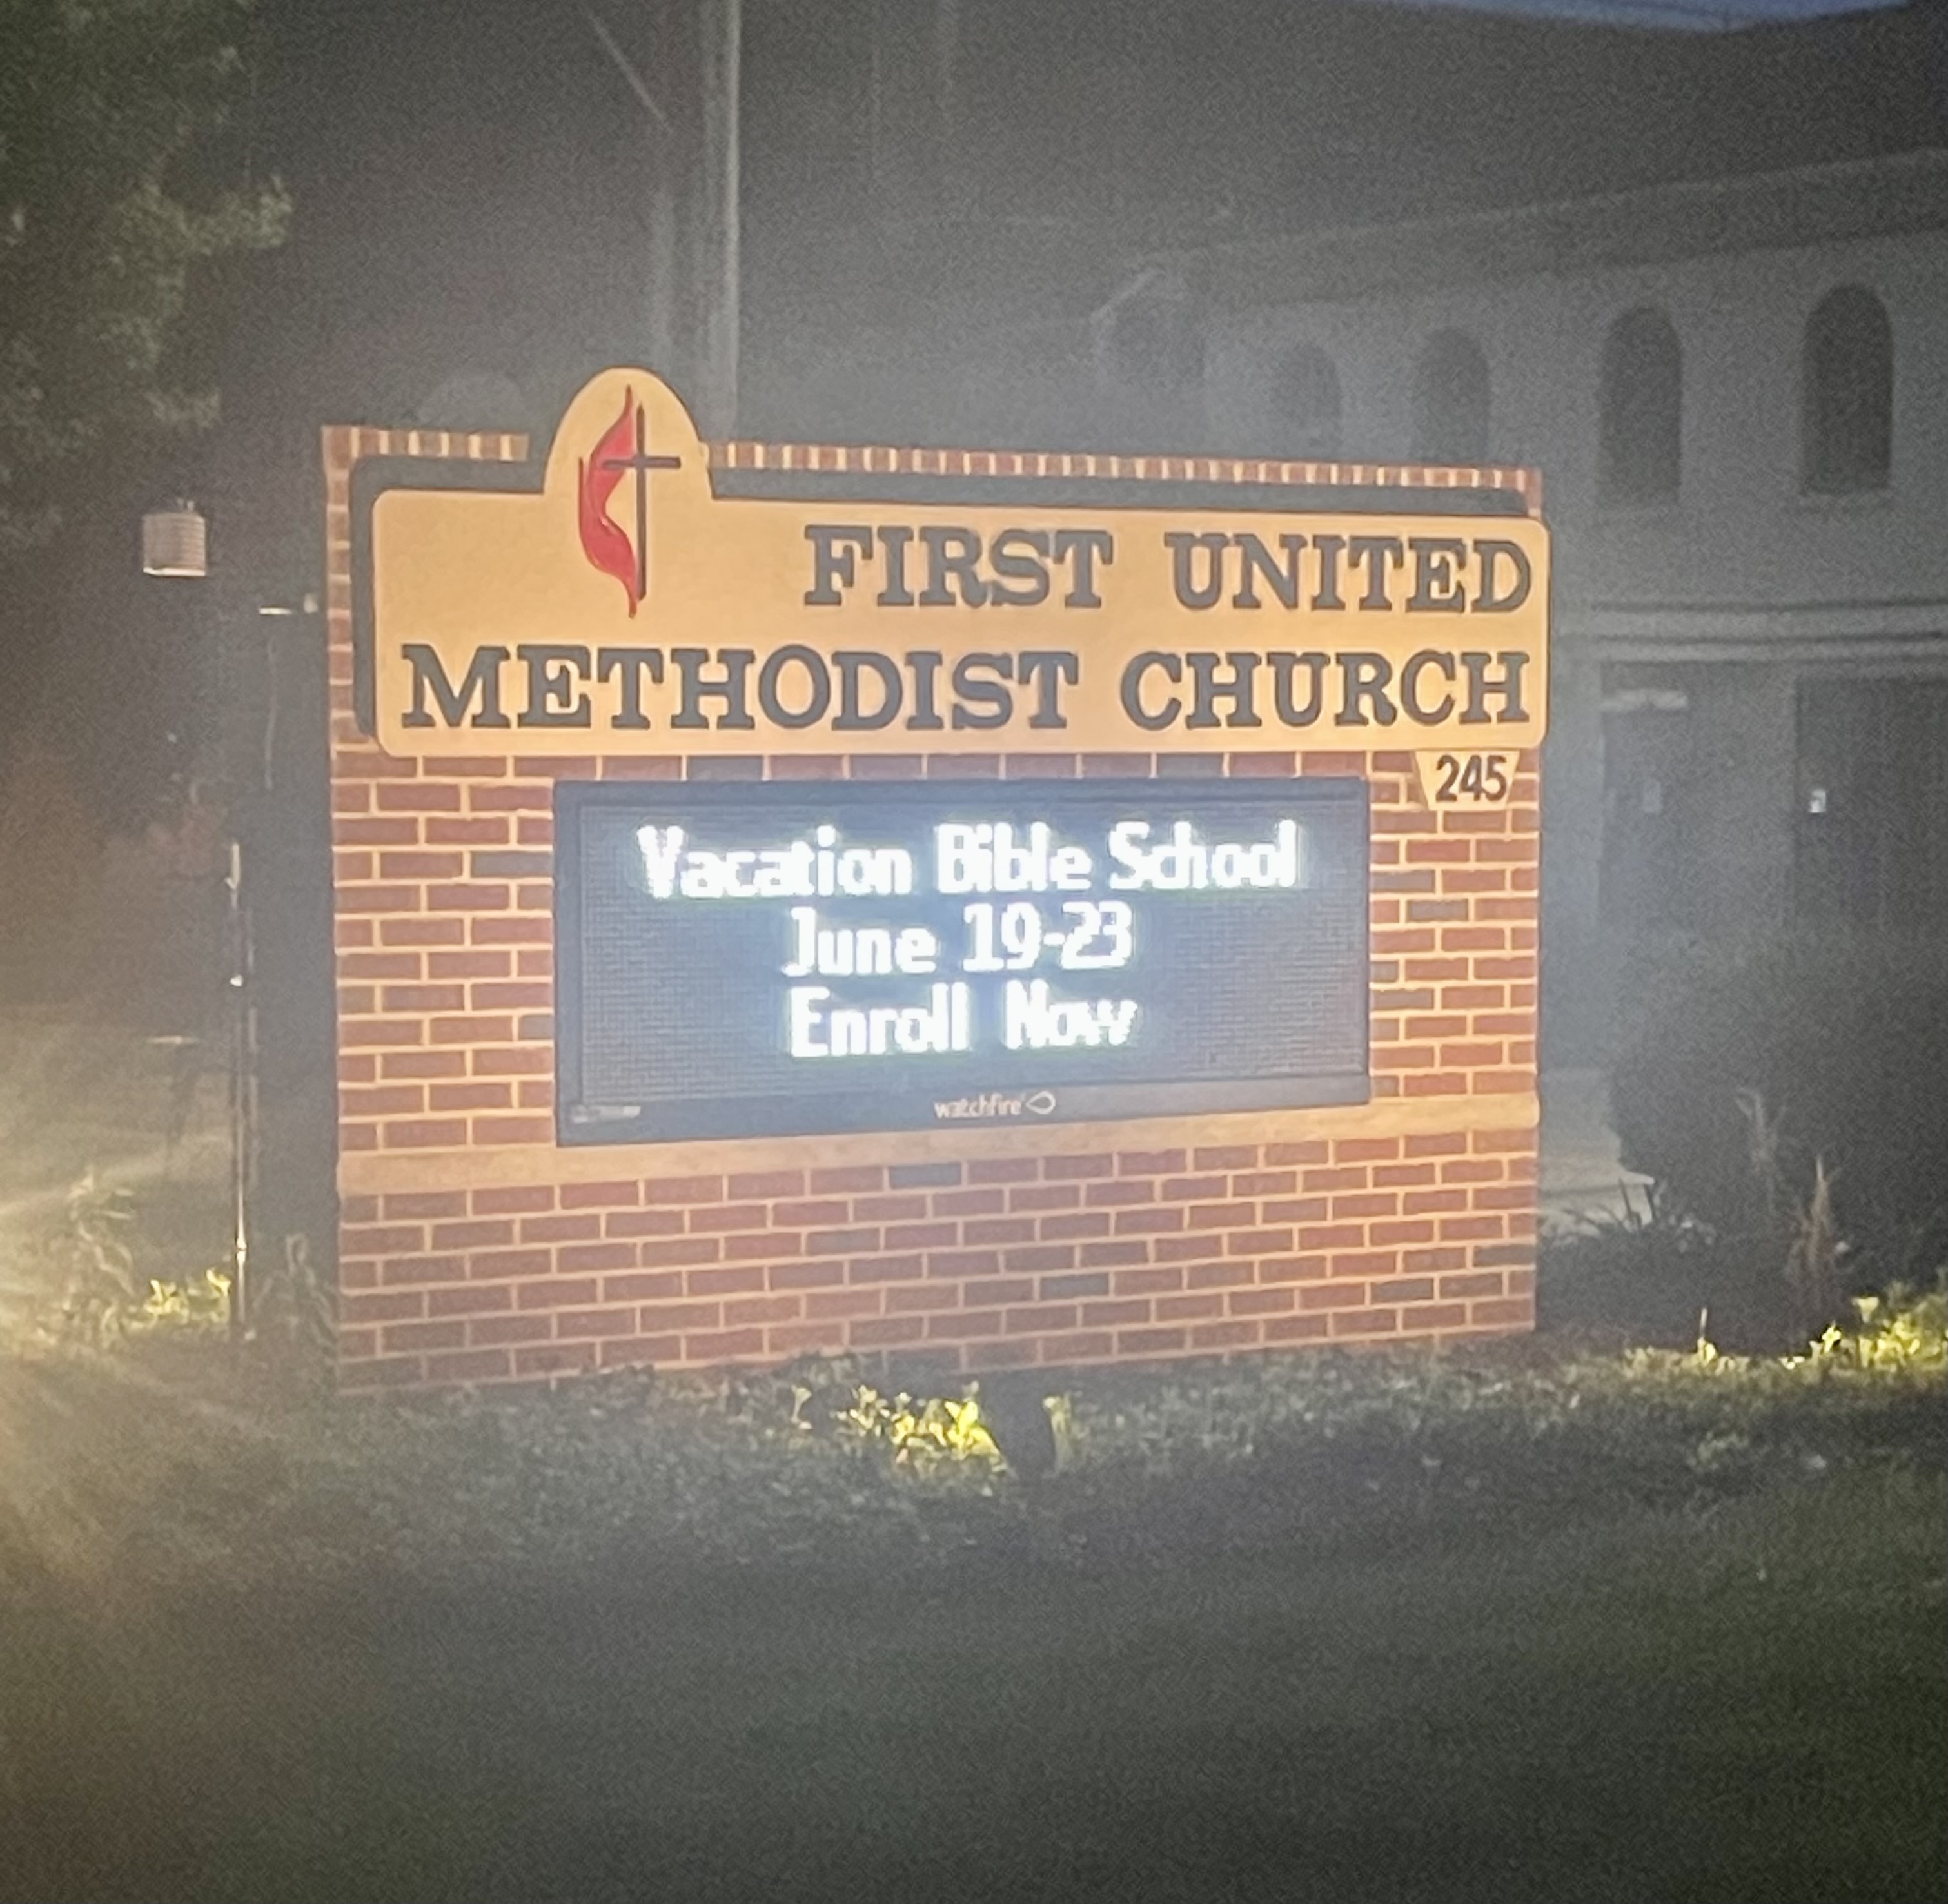 FIRST UNITED
METHODIST CHURCH
245
Vacation Bible School
June 19-23
Enroll Now
watchfire